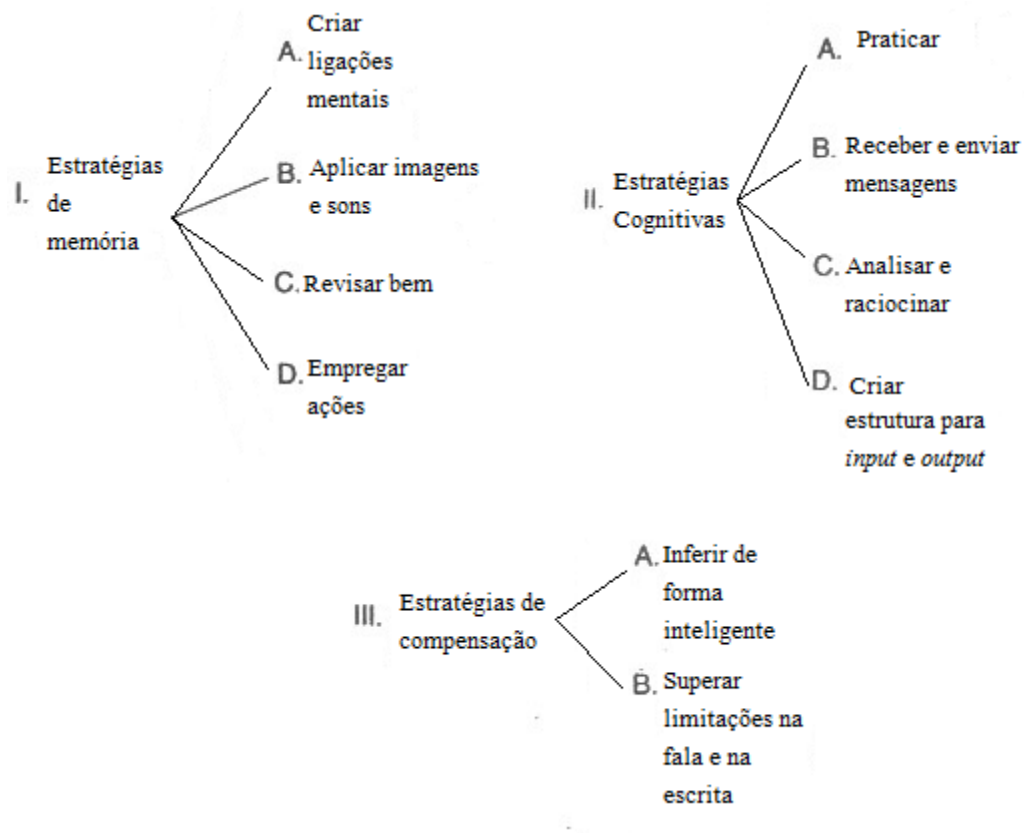 I. Estratégias
de
memória
A. Criar
ligações
mentais
B. Aplicar imagens
e sons
C. Revisar bem
D. Empregar
ações
II. Estratégias
Cognitivas
A. Praticar
B. Receber e enviar
mensagens
C. Analisar e
raciocinar
D. Criar
estrutura para
input e output
III. Estratégias de
compensação
A. Inferir de
forma
inteligente
B. Superar
limitações na
fala e na
escrita